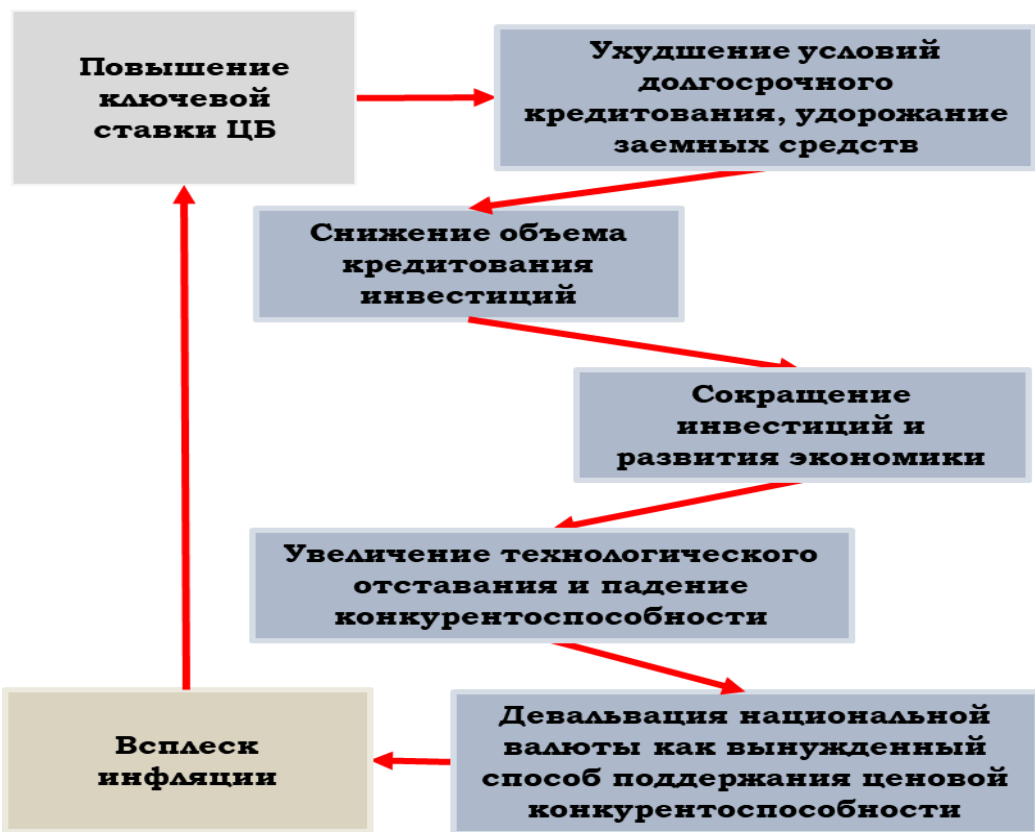 Повышение
ключевой
ставки ЦБ
Ухудшение условий
долгосрочного
кредитования, удорожание
заемных средств
Снижение объема
кредитования
инвестиций
Сокращение
инвестиций и
развития экономики
Увеличение технологического
отставания и падение
конкурентоспособности
Девальвация национальной
валюты как вынужденный
способ поддержания ценовой
конкурентоспособности
Всплеск
инфляции